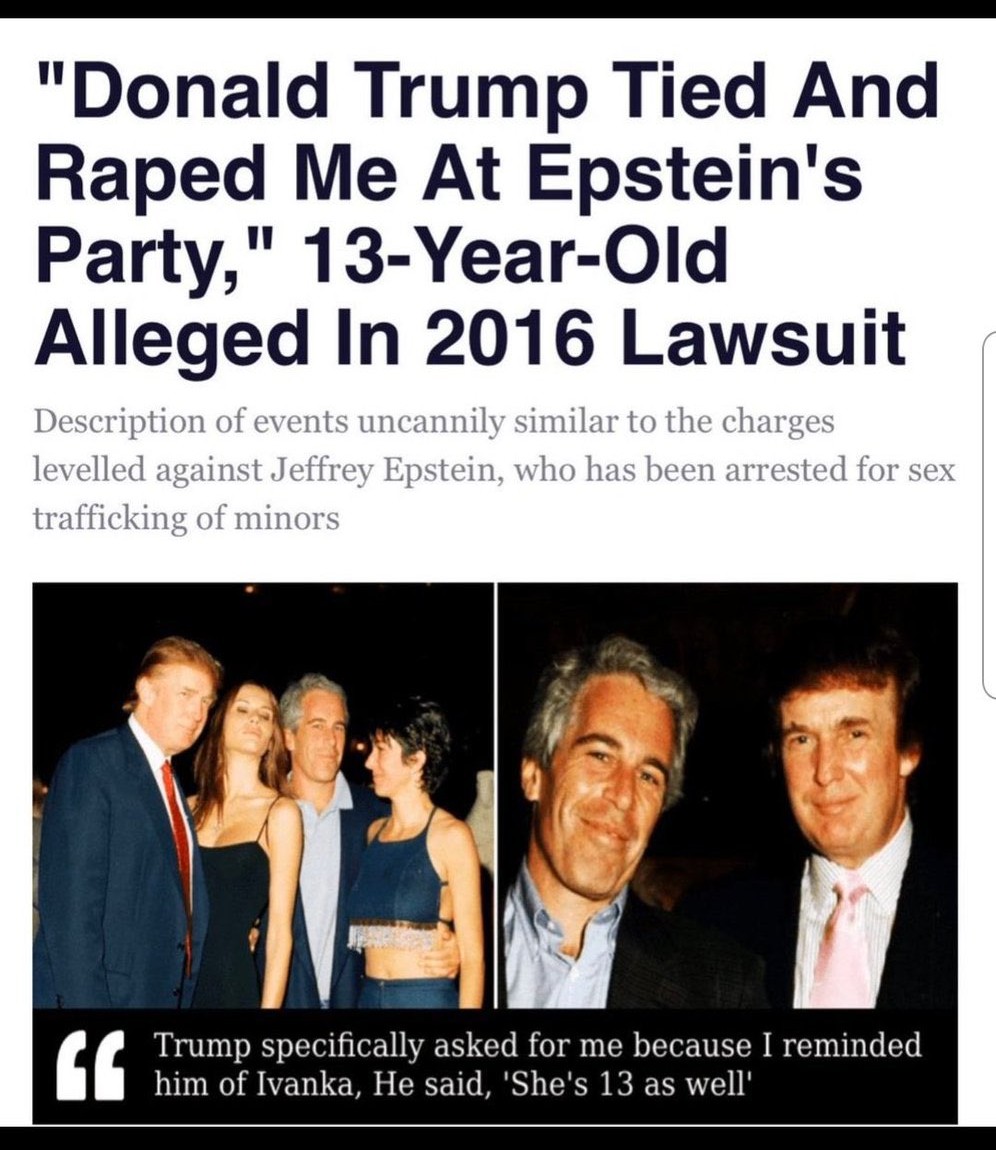 "Donald Trump Tied And
Raped Me At Epstein's
Party," 13-Year-Old
Alleged In 2016 Lawsuit
Description of events uncannily similar to the charges
levelled against Jeffrey Epstein, who has been arrested for sex
trafficking of minors
“ Trump specifically asked for me because I reminded
him of Ivanka, He said, 'She's 13 as well'